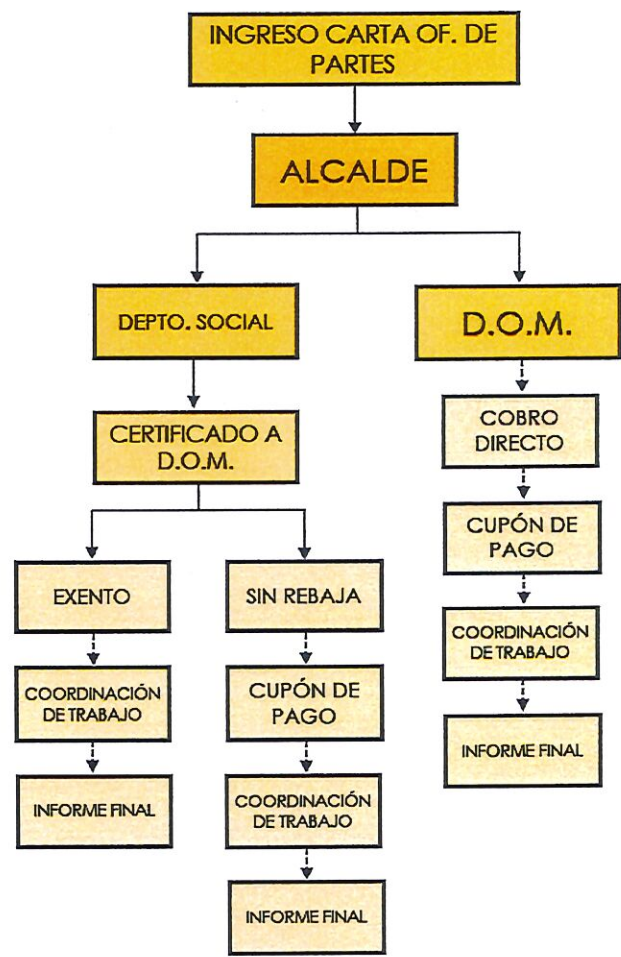 INGRESO CARTA OF. DE
PARTES
ALCALDE
DEPTO. SOCIAL
D.O.M.
CERTIFICADO A
D.O.M.
COBRO
DIRECTO
CUPÓN DE
PAGO
EXENTO
SIN REBAJA
COORDINACIÓN
DE TRABAJO
COORDINACIÓN
DE TRABAJO
CUPÓN DE
PAGO
INFORME FINAL
INFORME FINAL
COORDINACIÓN
DE TRABAJO
INFORME FINAL